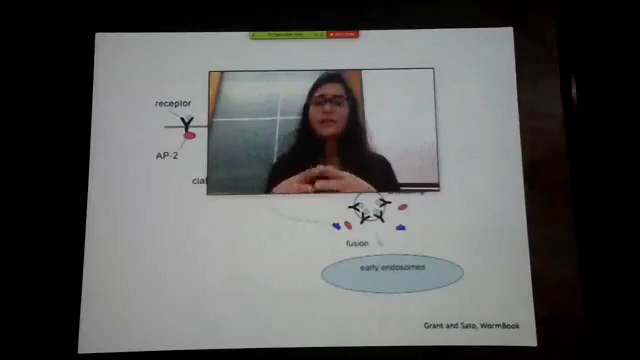 receptor
AP-2
fusion
early endosomes
Grant and Sato, WormBook